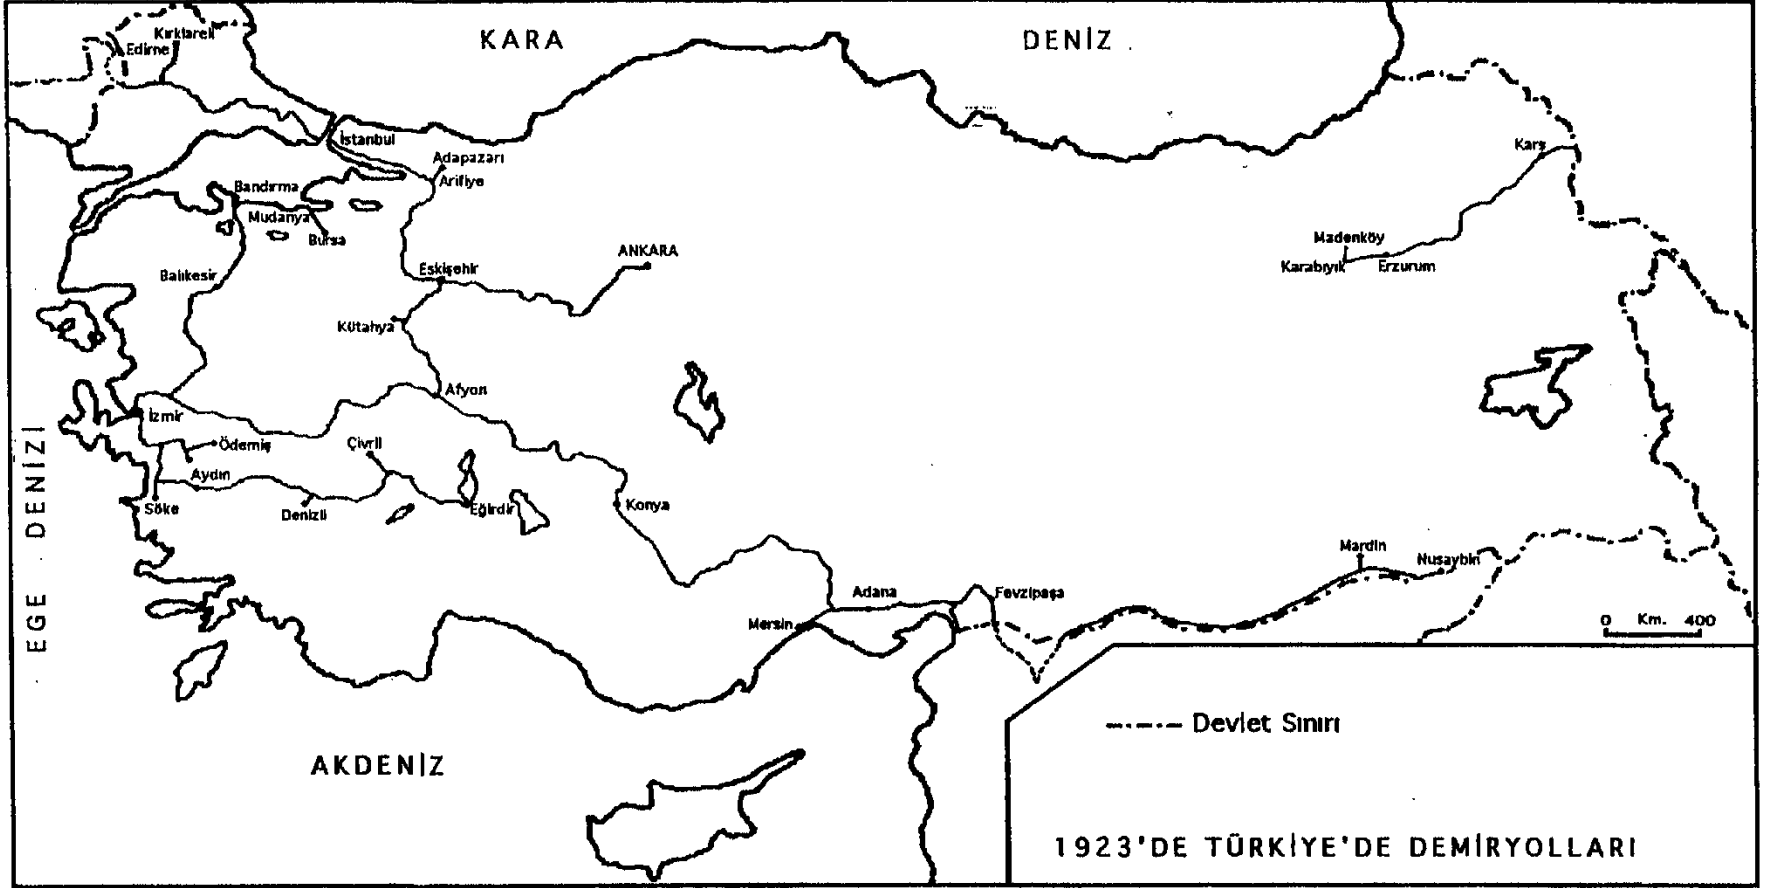 KARA DENİZ
Kırklareli
Edirne
İstanbul
Adapazarı
Arifiye
Bandırma
Mudanya
Bursa
Kars
Madenköy
Karabıyık
Erzurum
ANKARA
Eskişehir
Balıkesir
Kütahya
Afyon
İzmir
Ödemiş
Çivril
Aydın
Söke
Denizli
Eğirdir
Konya
EGE DENİZİ
Mardin
Nusaybin
Adana
Fevzipaşa
Mersin
0 Km. 400
Devlet Sınırı
AKDENİZ
1923'DE TÜRKİYE'DE DEMİRYOLLARI